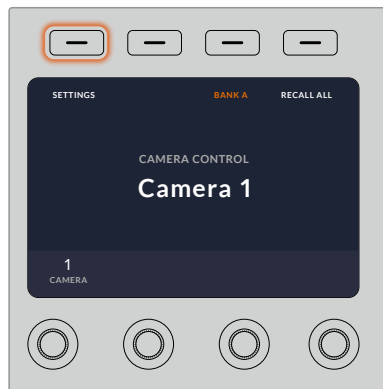 SETTINGS BANK A RECALL ALL
CAMERA CONTROL
Camera 1
1
CAMERA